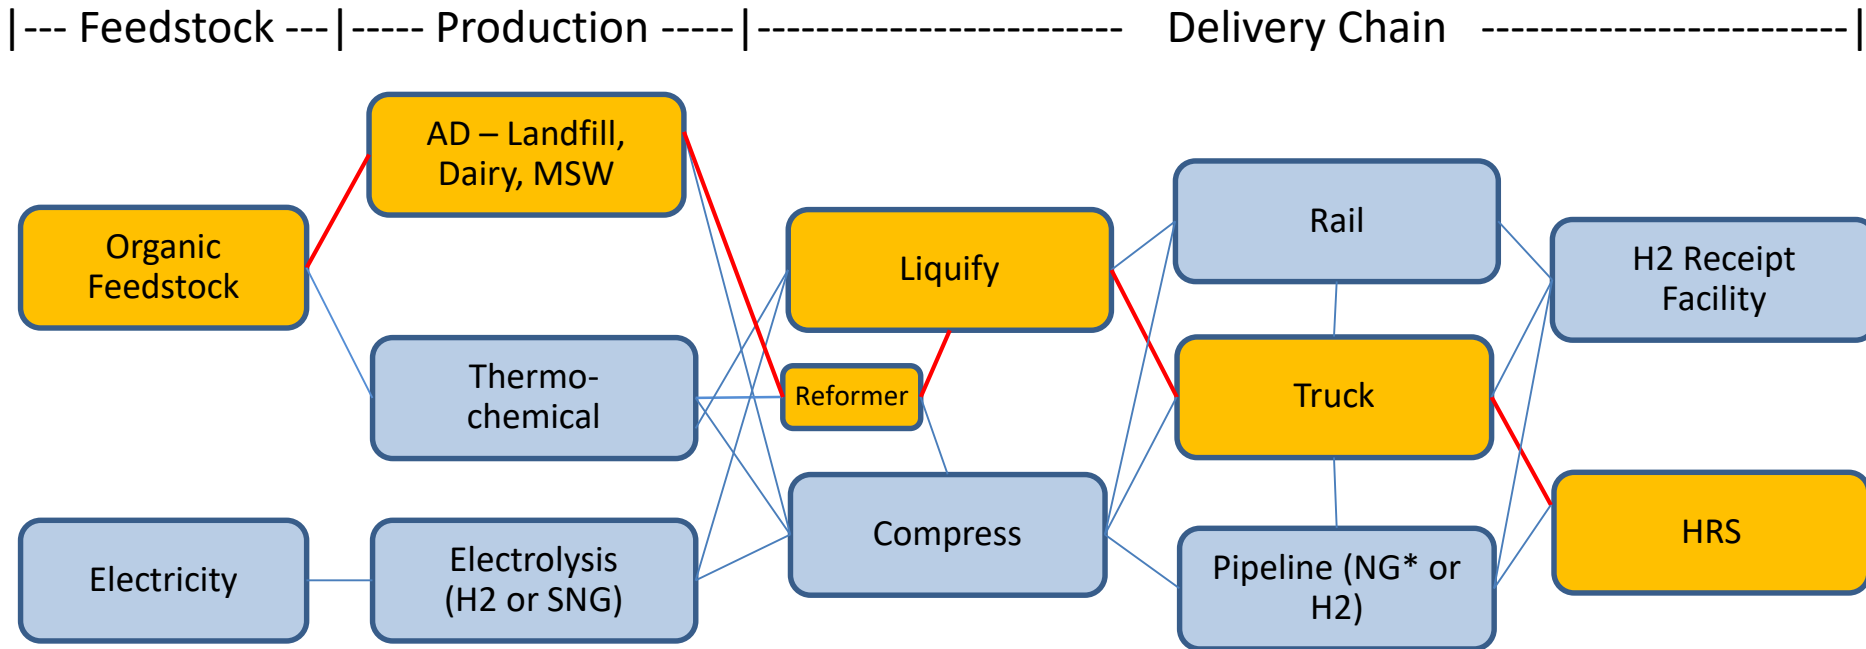 |--- Feedstock ---|----- Production -----|------------------------- Delivery Chain -------------------------|
AD – Landfill,
Dairy, MSW
Organic
Feedstock
Thermo-
chemical
Electricity
Electrolysis
(H2 or SNG)
Liquify
Reformer
Compress
Rail
Truck
Pipeline (NG* or
H2)
H2 Receipt
Facility
HRS